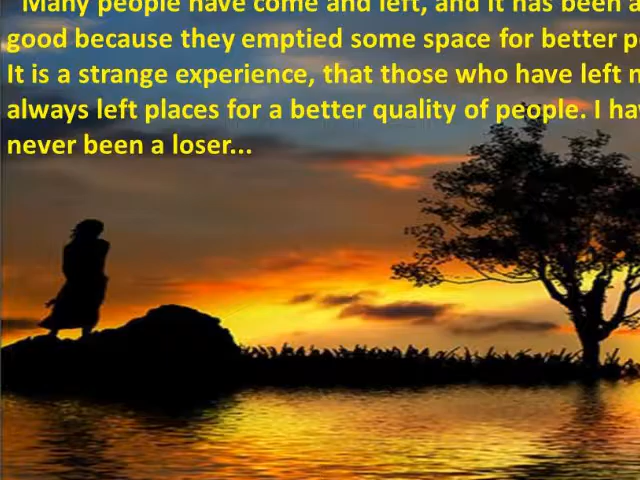 Many people have come and left, and it has been a
good because they emptied some space for better p
It is a strange experience, that those who have left
always left places for a better quality of people. I ha
never been a loser...